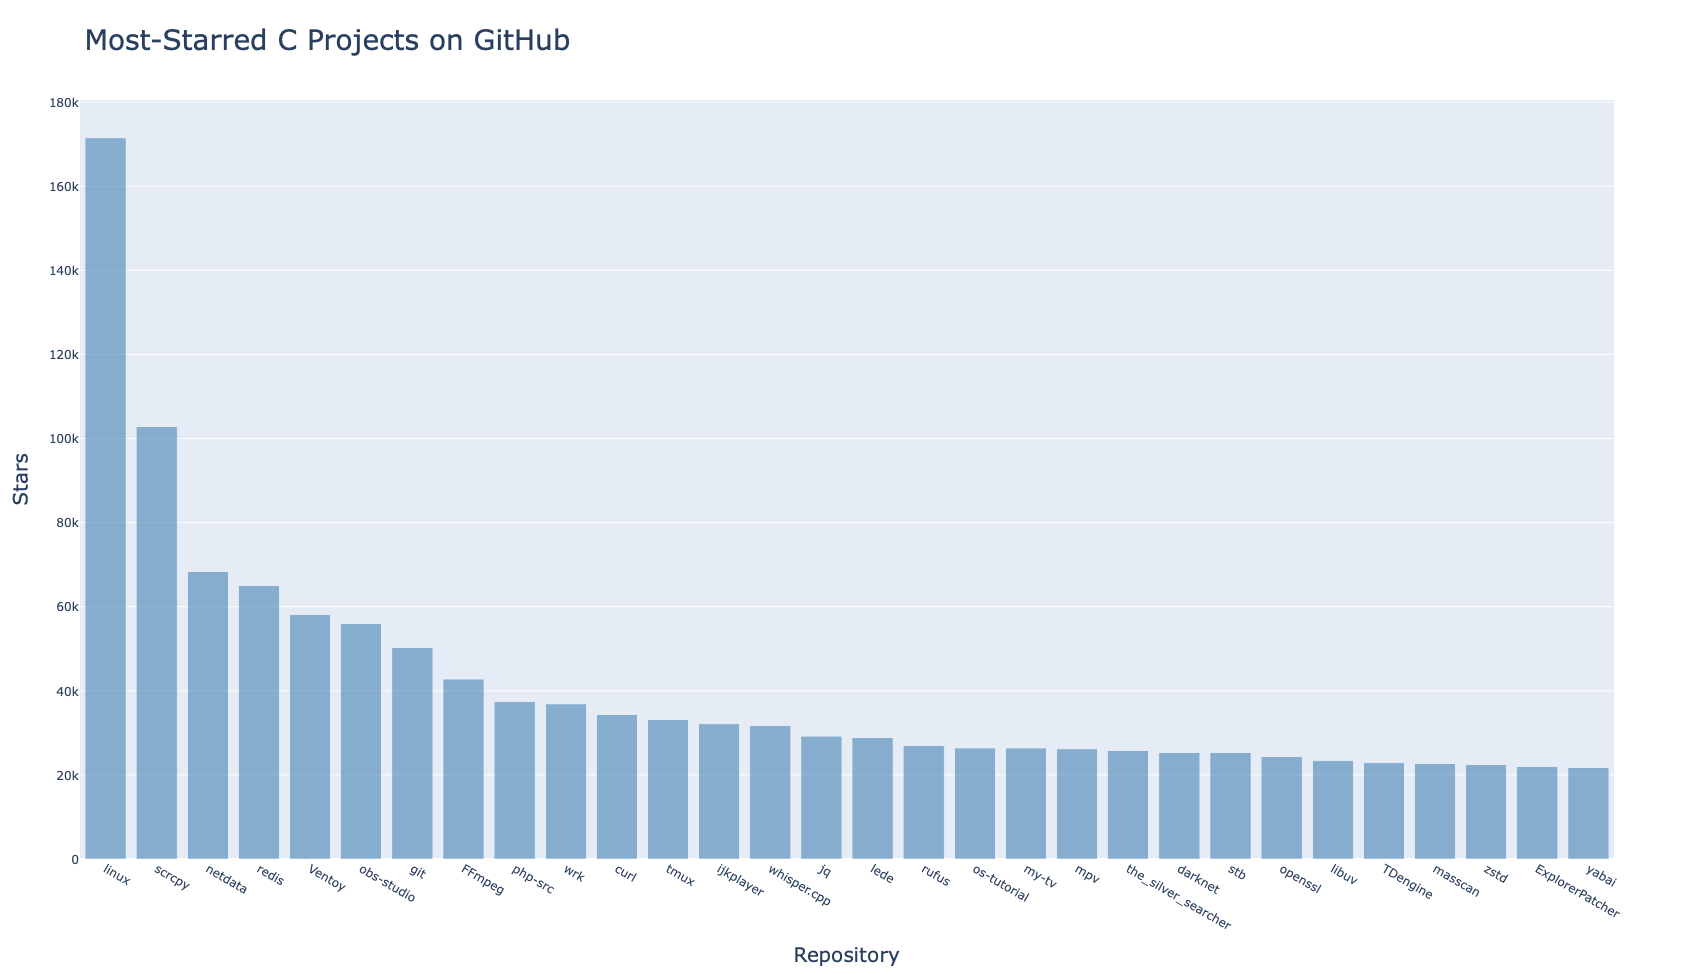 Most-Starred C Projects on GitHub
180k
160k
140k
120k
100k
80k
60k
40k
20k
0
Stars
linux
scrcpy
netdata
redis
Ventoy
obs-studio
git
FFmpeg
php-src
wrk
curl
tmux
ijkplayer
whisper.cpp
jq
lede
rufus
os-tutorial
my-tv
mpv
the_silver_searcher
darknet
stb
openssl
libuv
TDengine
masscan
zstd
ExplorerPatcher
yabai
Repository